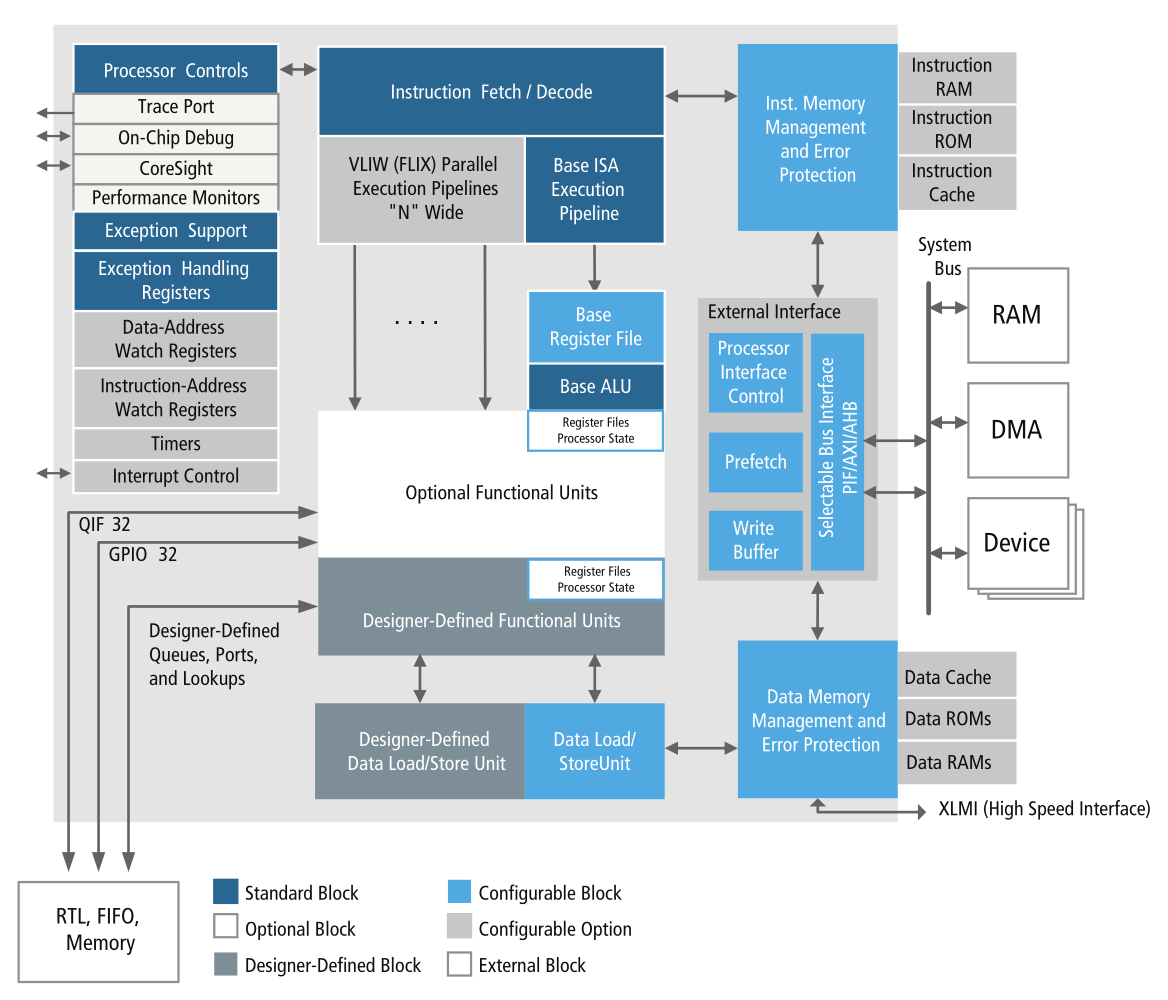 Processor Controls
Trace Port
On-Chip Debug
CoreSight
Performance Monitors
Exception Support
Exception Handling
Registers
Data-Address
Watch Registers
Instruction-Address
Watch Registers
Timers
Interrupt Control
QIF 32
GPIO 32
Designer-Defined
Queues, Ports,
and Lookups
Instruction Fetch / Decode
VLIW (FLIX) Parallel
Execution Pipelines
"N" Wide
Base ISA
Execution
Pipeline
. . . .
Base
Register File
Base ALU
Register Files
Processor State
Optional Functional Units
Register Files
Processor State
Designer-Defined Functional Units
Designer-Defined
Data Load/Store Unit
Data Load/
StoreUnit
Inst. Memory
Management
and Error
Protection
Instruction
RAM
Instruction
ROM
Instruction
Cache
External Interface
Processor
Interface
Control
Prefetch
Write
Buffer
Selectable Bus Interface
PIF/AXI/AHB
System
Bus
RAM
DMA
Device
Data Memory
Management and
Error Protection
Data Cache
Data ROMs
Data RAMs
XLMI (High Speed Interface)
RTL, FIFO,
Memory
Standard Block
Optional Block
Designer-Defined Block
Configurable Block
Configurable Option
External Block